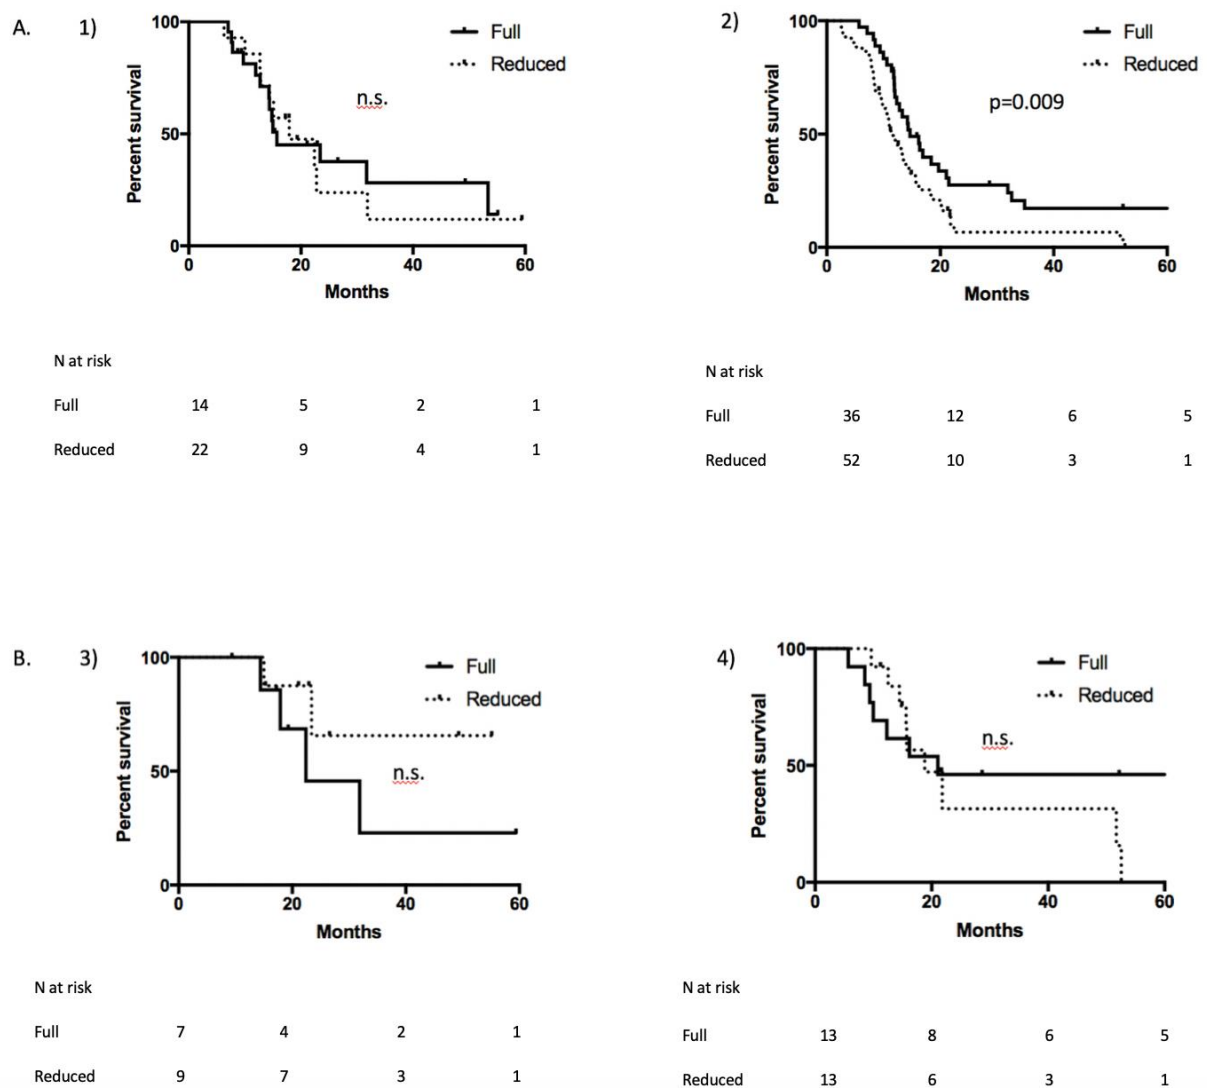 A. 1)
100
50
0
Percent survival
Full
Reduced
n.s.
0 20 40 60
Months
N at risk
Full 14 5 2 1
Reduced 22 9 4 1
2)
100
50
0
Percent survival
Full
Reduced
p=0.009
0 20 40 60
Months
N at risk
Full 36 12 6 5
Reduced 52 10 3 1
B. 3)
100
50
0
Percent survival
Full
Reduced
n.s.
0 20 40 60
Months
N at risk
Full 7 4 2 1
Reduced 9 7 3 1
4)
100
50
0
Percent survival
Full
Reduced
n.s.
0 20 40 60
Months
N at risk
Full 13 8 6 5
Reduced 13 6 3 1